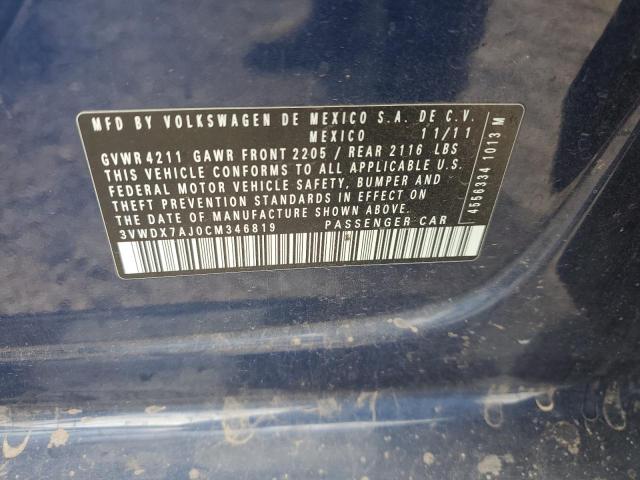 MFD BY VOLKSWAGEN DE MEXICO S.A. DE C.V.
MEXICO 11/11
GVWR 4211 GAWR FRONT 2205 / REAR 2116 LBS
THIS VEHICLE CONFORMS TO ALL APPLICABLE U.S.
FEDERAL MOTOR VEHICLE SAFETY, BUMPER AND
THEFT PREVENTION STANDARDS IN EFFECT ON
THE DATE OF MANUFACTURE SHOWN ABOVE.
3VWDX7AJ0CM346819 PASSENGER CAR
4556334 1013 M